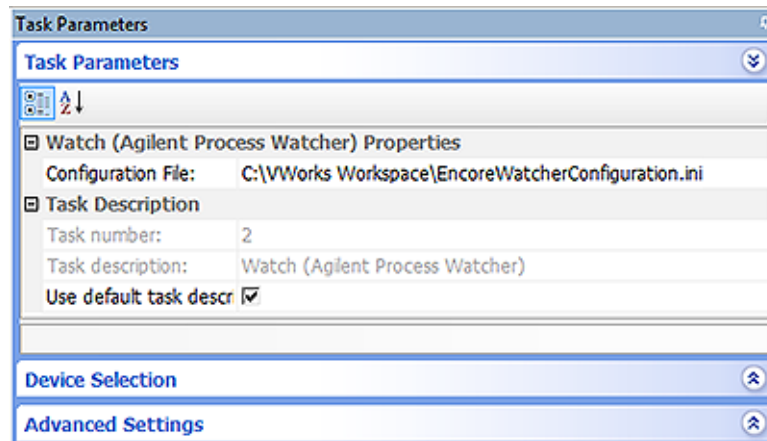 Task Parameters
Task Parameters
Watch (Agilent Process Watcher) Properties
Configuration File: C:\VWorks Workspace\EncoreWatcherConfiguration.ini
Task Description
Task number: 2
Task description: Watch (Agilent Process Watcher)
Use default task descri
Device Selection
Advanced Settings